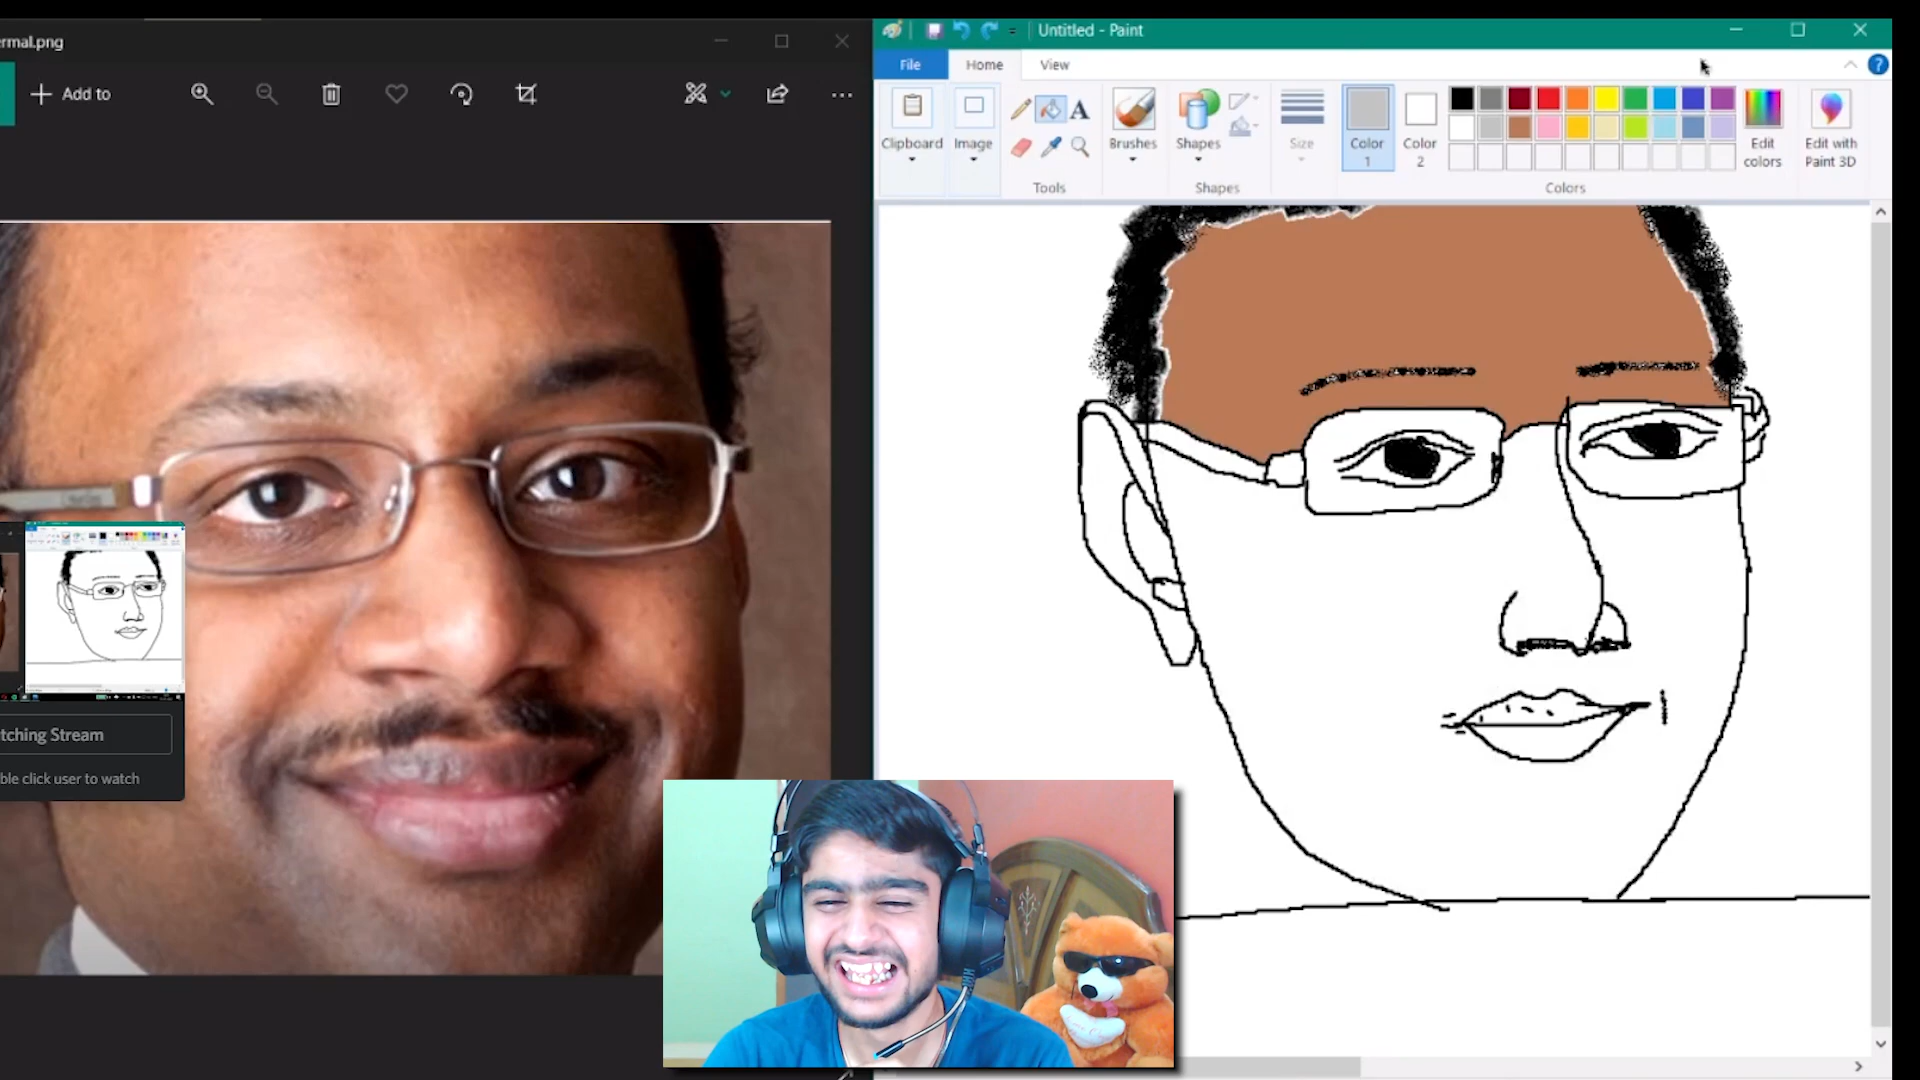 ermal.png
Add to
tching Stream
ble click user to watch
Untitled - Paint
File
Home
View
Clipboard
Image
Tools
Brushes
Shapes
Shapes
Size
Color
1
Color
2
Edit
colors
Edit with
Paint 3D
Colors
A
?